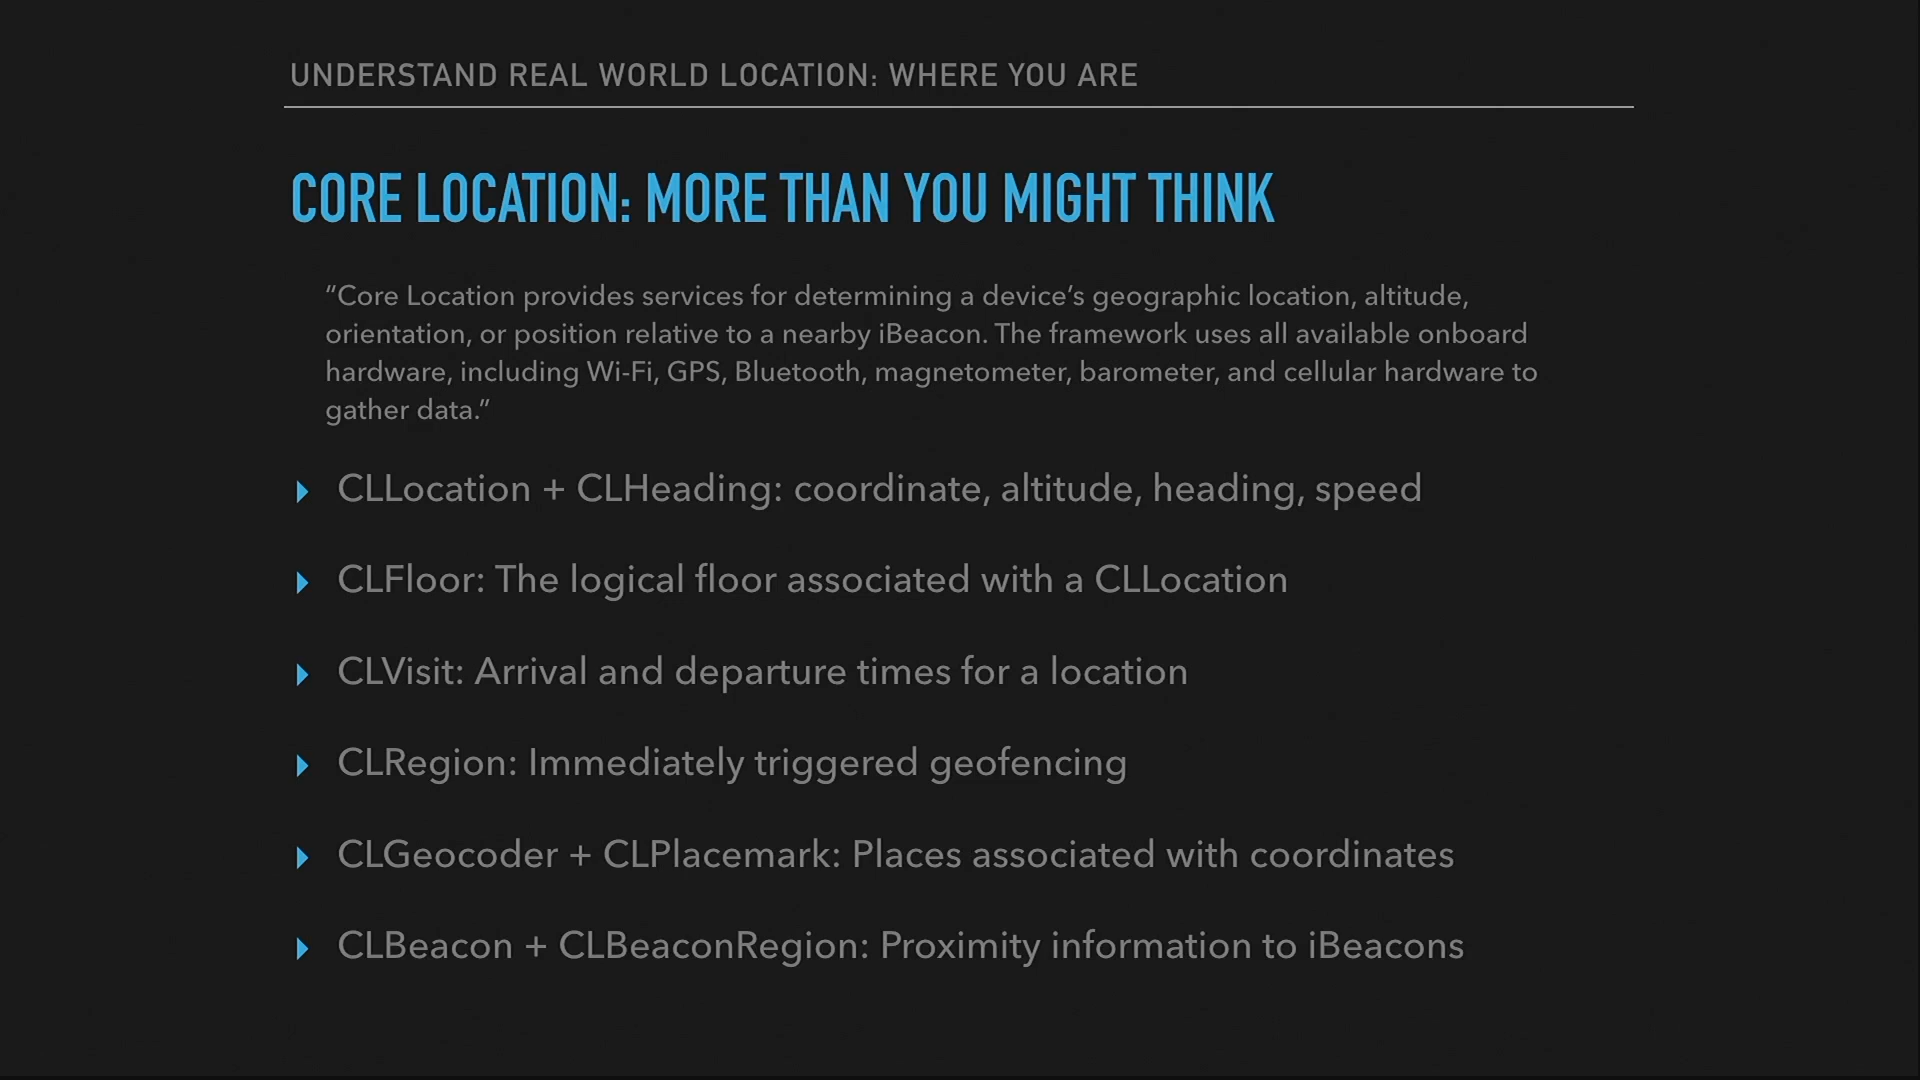 UNDERSTAND REAL WORLD LOCATION: WHERE YOU ARE
CORE LOCATION: MORE THAN YOU MIGHT THINK
"Core Location provides services for determining a device's geographic location, altitude,
orientation, or position relative to a nearby iBeacon. The framework uses all available onboard
hardware, including Wi-Fi, GPS, Bluetooth, magnetometer, barometer, and cellular hardware to
gather data."
CLLocation + CLHeading: coordinate, altitude, heading, speed
CLFloor: The logical floor associated with a CLLocation
CLVisit: Arrival and departure times for a location
CLRegion: Immediately triggered geofencing
CLGeocoder + CLPlacemark: Places associated with coordinates
CLBeacon + CLBeaconRegion: Proximity information to iBeacons